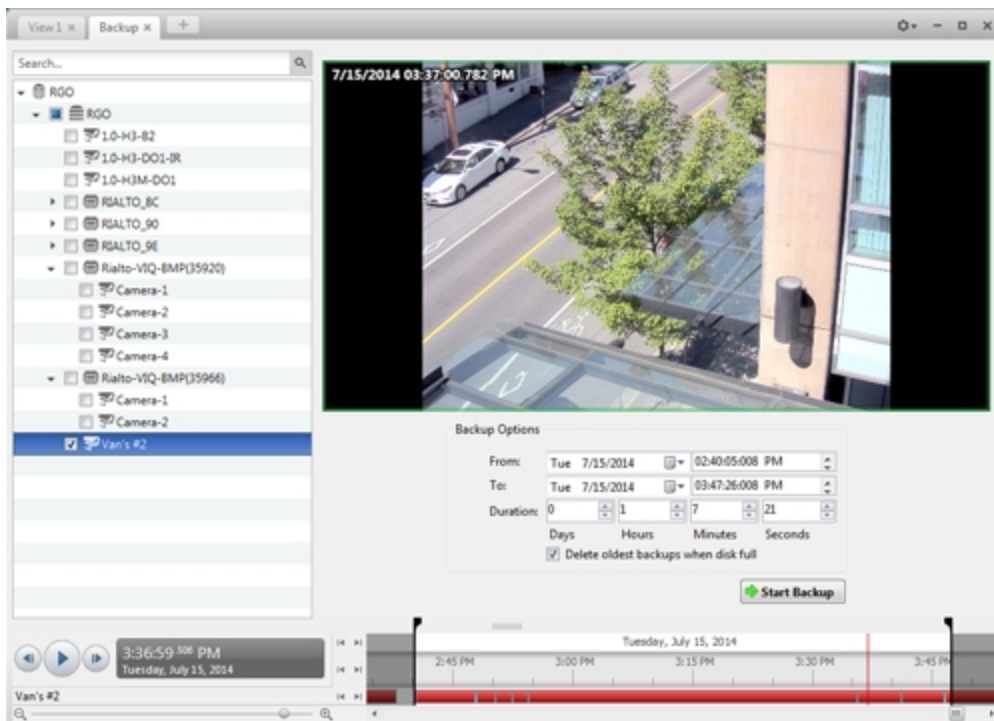 View 1 ×
Backup ×
+
Search...
7/15/2014 03:37:00.782 PM
RGO
RGO
1.0-H3-B2
1.0-H3-DO1-IR
1.0-H3M-DO1
RIALTO_8C
RIALTO_90
RIALTO_9E
Rialto-VIQ-BMP(35920)
Camera-1
Camera-2
Camera-3
Camera-4
Rialto-VIQ-BMP(35966)
Camera-1
Camera-2
Van's #2
Backup Options
From: Tue 7/15/2014 02:40:05:008 PM
To: Tue 7/15/2014 03:47:26:008 PM
Duration: 0 1 7 21
Days Hours Minutes Seconds
Delete oldest backups when disk full
Start Backup
3:36:59.506 PM
Tuesday, July 15, 2014
Tuesday, July 15, 2014
2:45 PM 3:00 PM 3:15 PM 3:30 PM 3:45 PM
Van's #2